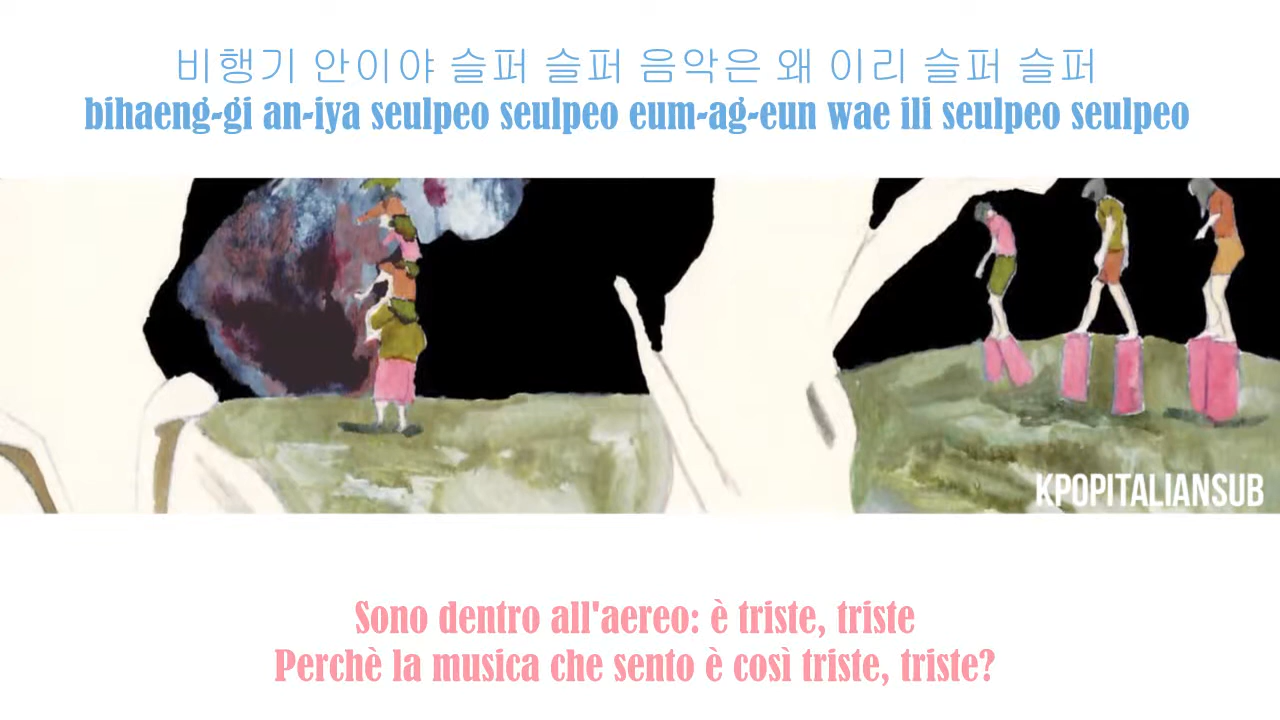 비행기 안이야 슬퍼 슬퍼 음악은 왜 이리 슬퍼 슬퍼
bihaeng-gi an-iya seulpeo seulpeo eum-ag-eun wae ili seulpeo seulpeo
KPOPITALIANSUB
Sono dentro all'aereo: è triste, triste
Perchè la musica che sento è così triste, triste?